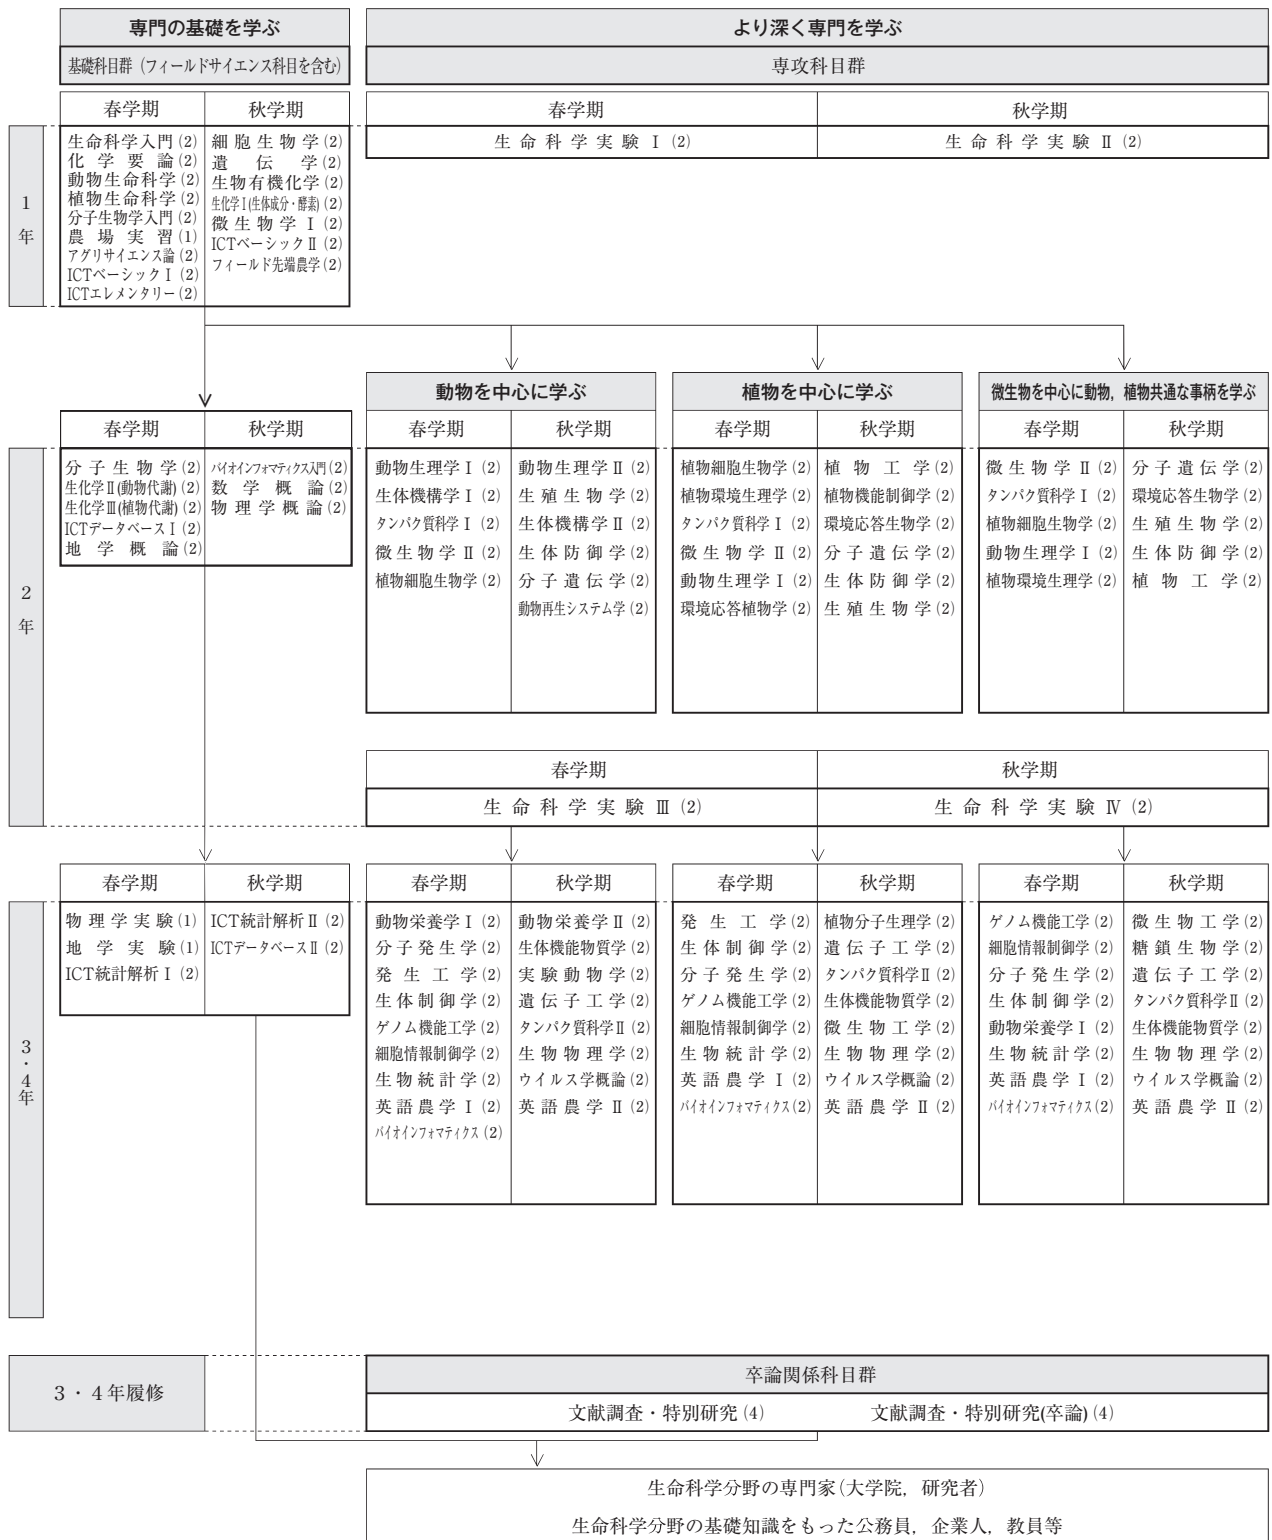 専門の基礎を学ぶ
より深く専門を学ぶ
基礎科目群（フィールドサイエンス科目を含む）
専攻科目群
春学期
秋学期
春学期
秋学期
1年
生命科学入門(2)
化学要論(2)
動物生命科学(2)
植物生命科学(2)
分子生物学入門(2)
農場実習(1)
アグリサイエンス論(2)
ICTベーシックⅠ(2)
ICTエレメンタリー(2)
細胞生物学(2)
遺伝学(2)
生物有機化学(2)
生化学Ⅰ(生体成分・酵素)(2)
微生物学Ⅰ(2)
ICTベーシックⅡ(2)
フィールド先端農学(2)
生命科学実験Ⅰ(2)
生命科学実験Ⅱ(2)
動物を中心に学ぶ
植物を中心に学ぶ
微生物を中心に動物，植物共通な事柄を学ぶ
春学期
秋学期
春学期
秋学期
春学期
秋学期
春学期
秋学期
2年
分子生物学(2)
生化学Ⅱ(動物代謝)(2)
生化学Ⅲ(植物代謝)(2)
ICTデータベースⅠ(2)
地学概論(2)
バイオインフォマティクス入門(2)
数学概論(2)
物理学概論(2)
動物生理学Ⅰ(2)
生体機構学Ⅰ(2)
タンパク質科学Ⅰ(2)
微生物学Ⅱ(2)
植物細胞生物学(2)
動物生理学Ⅱ(2)
生殖生物学(2)
生体機構学Ⅱ(2)
生体防御学(2)
分子遺伝学(2)
動物再生システム学(2)
植物細胞生物学(2)
植物環境生理学(2)
タンパク質科学Ⅰ(2)
微生物学Ⅱ(2)
動物生理学Ⅰ(2)
環境応答植物学(2)
植物工学(2)
植物機能制御学(2)
環境応答生物学(2)
分子遺伝学(2)
生体防御学(2)
生殖生物学(2)
微生物学Ⅱ(2)
タンパク質科学Ⅰ(2)
植物細胞生物学(2)
動物生理学Ⅰ(2)
植物環境生理学(2)
分子遺伝学(2)
環境応答生物学(2)
生殖生物学(2)
生体防御学(2)
植物工学(2)
春学期
秋学期
生命科学実験Ⅲ(2)
生命科学実験Ⅳ(2)
春学期
秋学期
春学期
秋学期
春学期
秋学期
春学期
秋学期
3・4年
物理学実験(1)
地学実験(1)
ICT統計解析Ⅰ(2)
ICT統計解析Ⅱ(2)
ICTデータベースⅡ(2)
動物栄養学Ⅰ(2)
分子発生学(2)
発生工学(2)
生体制御学(2)
ゲノム機能工学(2)
細胞情報制御学(2)
生物統計学(2)
英語農学Ⅰ(2)
バイオインフォマティクス(2)
動物栄養学Ⅱ(2)
生体機能物質学(2)
実験動物学(2)
遺伝子工学(2)
タンパク質科学Ⅱ(2)
生物物理学(2)
ウイルス学概論(2)
英語農学Ⅱ(2)
発生工学(2)
生体制御学(2)
分子発生学(2)
ゲノム機能工学(2)
細胞情報制御学(2)
生物統計学(2)
英語農学Ⅰ(2)
バイオインフォマティクス(2)
植物分子生理学(2)
遺伝子工学(2)
タンパク質科学Ⅱ(2)
生体機能物質学(2)
微生物工学(2)
生物物理学(2)
ウイルス学概論(2)
英語農学Ⅱ(2)
ゲノム機能工学(2)
細胞情報制御学(2)
分子発生学(2)
生体制御学(2)
動物栄養学Ⅰ(2)
生物統計学(2)
英語農学Ⅰ(2)
バイオインフォマティクス(2)
微生物工学(2)
糖鎖生物学(2)
遺伝子工学(2)
タンパク質科学Ⅱ(2)
生体機能物質学(2)
生物物理学(2)
ウイルス学概論(2)
英語農学Ⅱ(2)
3・4年履修
卒論関係科目群
文献調査・特別研究(4)
文献調査・特別研究(卒論)(4)
生命科学分野の専門家(大学院，研究者)
生命科学分野の基礎知識をもった公務員，企業人，教員等